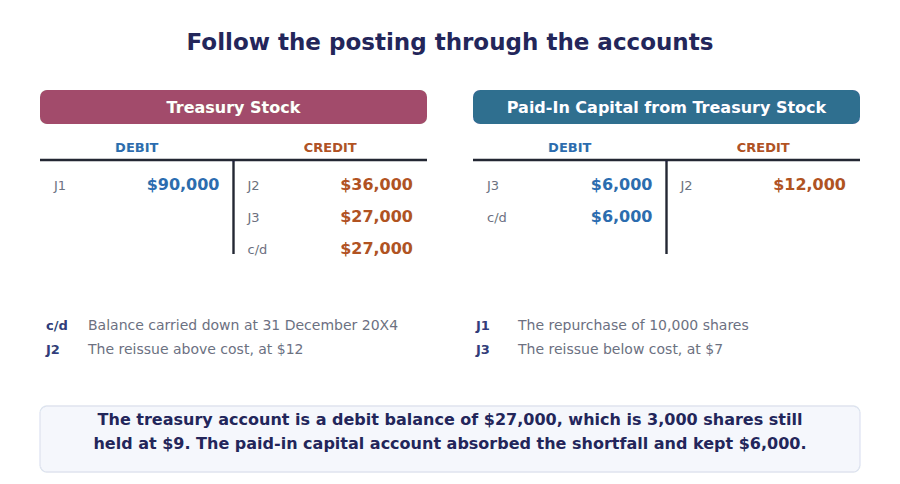 Follow the posting through the accounts
Treasury Stock
DEBIT CREDIT
J1 $90,000 J2 $36,000
J3 $27,000
c/d $27,000
Paid-In Capital from Treasury Stock
DEBIT CREDIT
J3 $6,000 J2 $12,000
c/d $6,000
c/d Balance carried down at 31 December 20X4
J1 The repurchase of 10,000 shares
J2 The reissue above cost, at $12
J3 The reissue below cost, at $7
The treasury account is a debit balance of $27,000, which is 3,000 shares still
held at $9. The paid-in capital account absorbed the shortfall and kept $6,000.